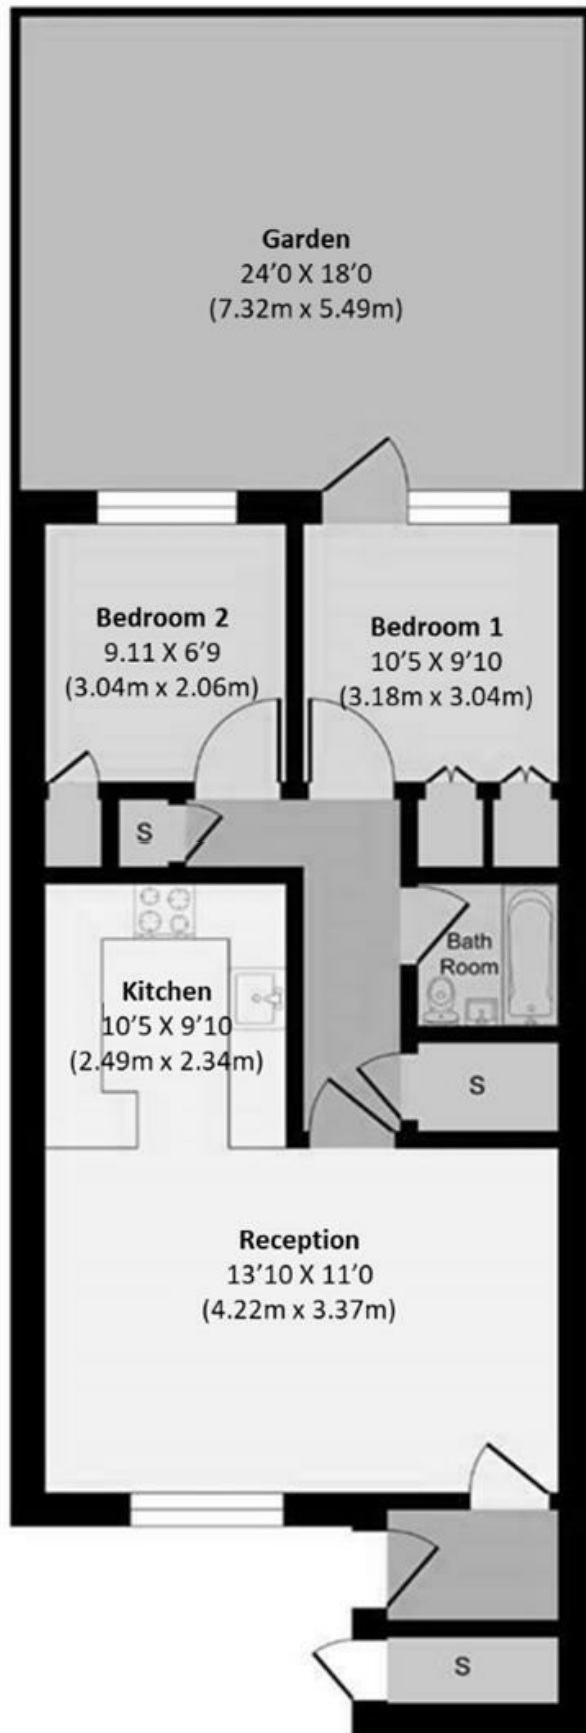 Garden
24'0 X 18'0
(7.32m x 5.49m)
Bedroom 2
9.11 X 6'9
(3.04m x 2.06m)
Bedroom 1
10'5 X 9'10
(3.18m x 3.04m)
S
Bath
Room
Kitchen
10'5 X 9'10
(2.49m x 2.34m)
S
Reception
13'10 X 11'0
(4.22m x 3.37m)
S